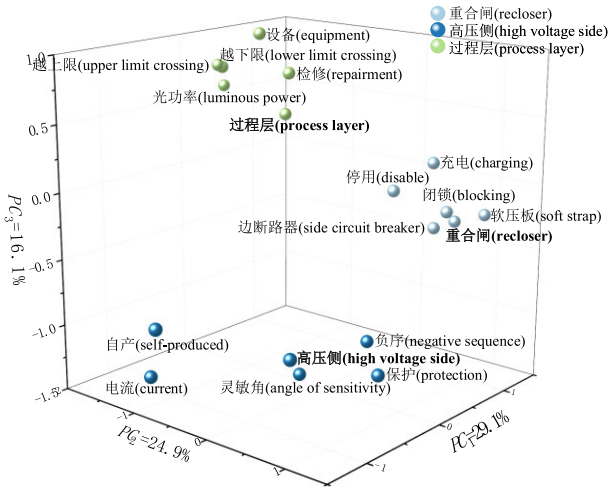 重合闸(recloser)
高压侧(high voltage side)
过程层(process layer)
设备(equipment)
越下限(lower limit crossing)
越上限(upper limit crossing)
检修(repairment)
光功率(luminous power)
过程层(process layer)
充电(charging)
停用(disable)
闭锁(blocking)
软压板(soft strap)
边断路器(side circuit breaker)
重合闸(recloser)
自产(self-produced)
负序(negative sequence)
高压侧(high voltage side)
电流(current)
灵敏角(angle of sensitivity)
保护(protection)
1.0
0.5
0.0
-0.5
-1.0
-1.5
PC3=16.1%
-2
-1
0
1
PC2=24.9%
-1
0
1
PC1=29.1%